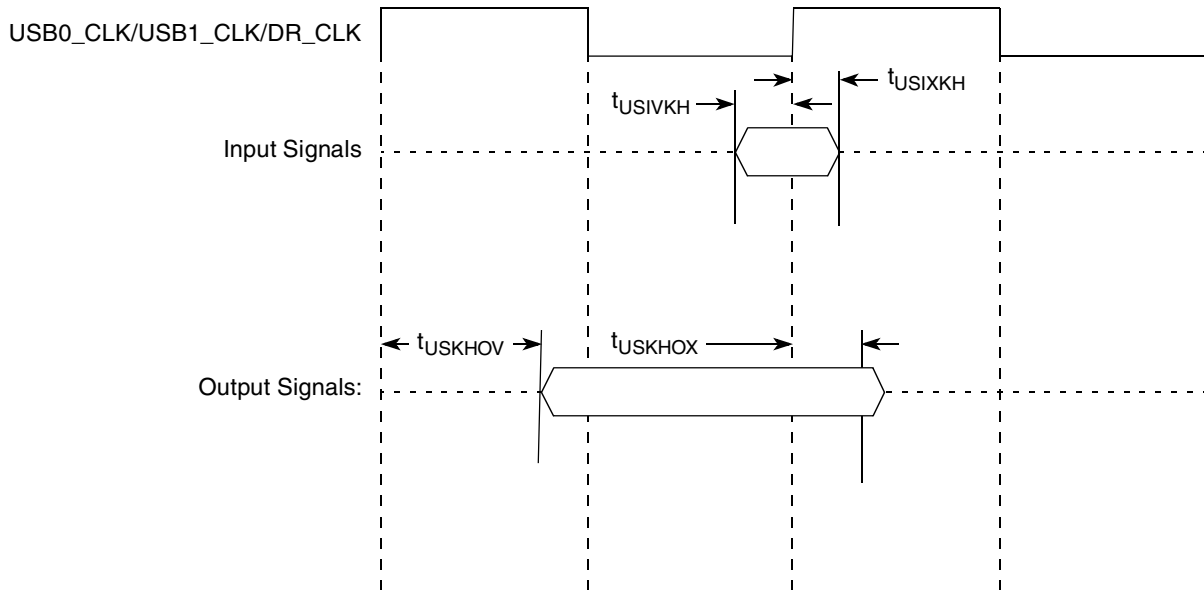 USB0_CLK/USB1_CLK/DR_CLK
tUSIXKH
tUSIVKH
Input Signals
tUSKHOV
tUSKHOX
Output Signals: